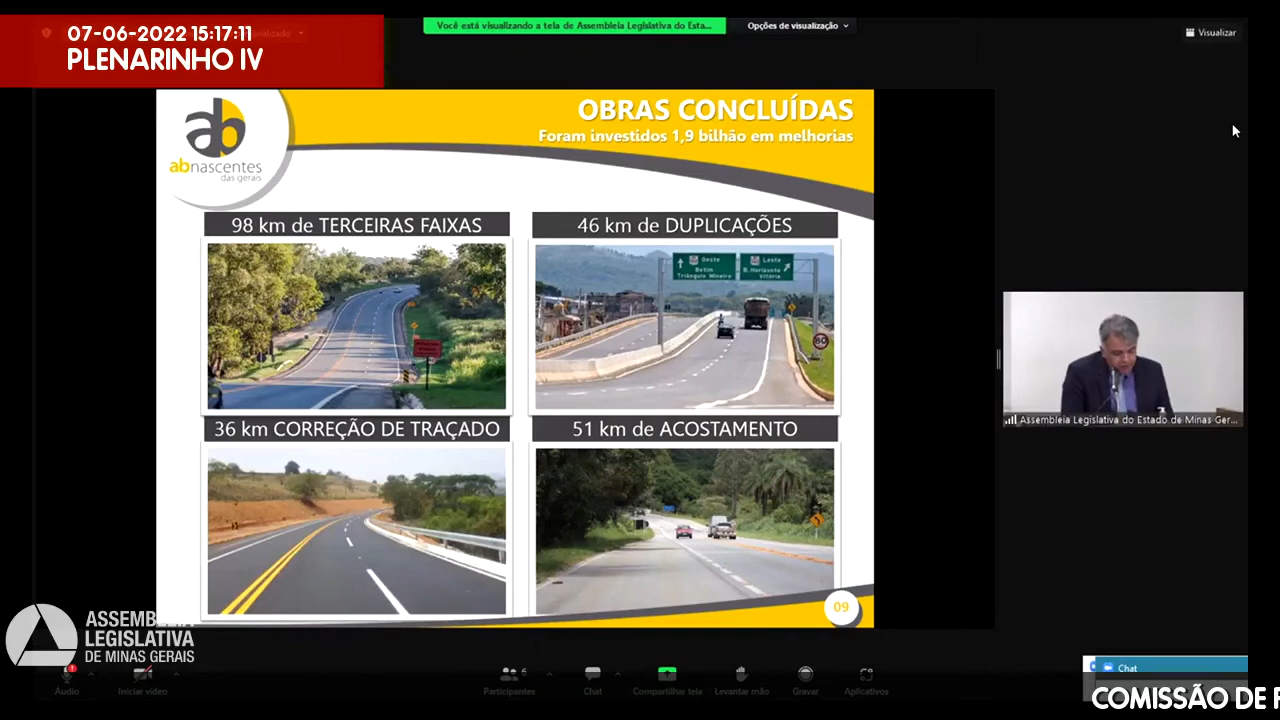 07-06-2022 15:17:11
PLENARINHO IV
Você está visualizando a tela de Assembleia Legislativa do Esta...
Opções de visualização
Visualizar
ab
abnascentes
das gerais
OBRAS CONCLUÍDAS
Foram investidos 1,9 bilhão em melhorias
98 km de TERCEIRAS FAIXAS
46 km de DUPLICAÇÕES
Oeste
Betim
Triângulo Mineiro
Leste
B. Horizonte
Vitória
80
36 km CORREÇÃO DE TRAÇADO
51 km de ACOSTAMENTO
09
Assembleia Legislativa do Estado de Minas Ger...
ASSEMBLEIA
LEGISLATIVA
DE MINAS GERAIS
Áudio
Iniciar vídeo
6
Participantes
Chat
Compartilhar tela
Levantar mão
Gravar
Aplicativos
Chat
COMISSÃO DE